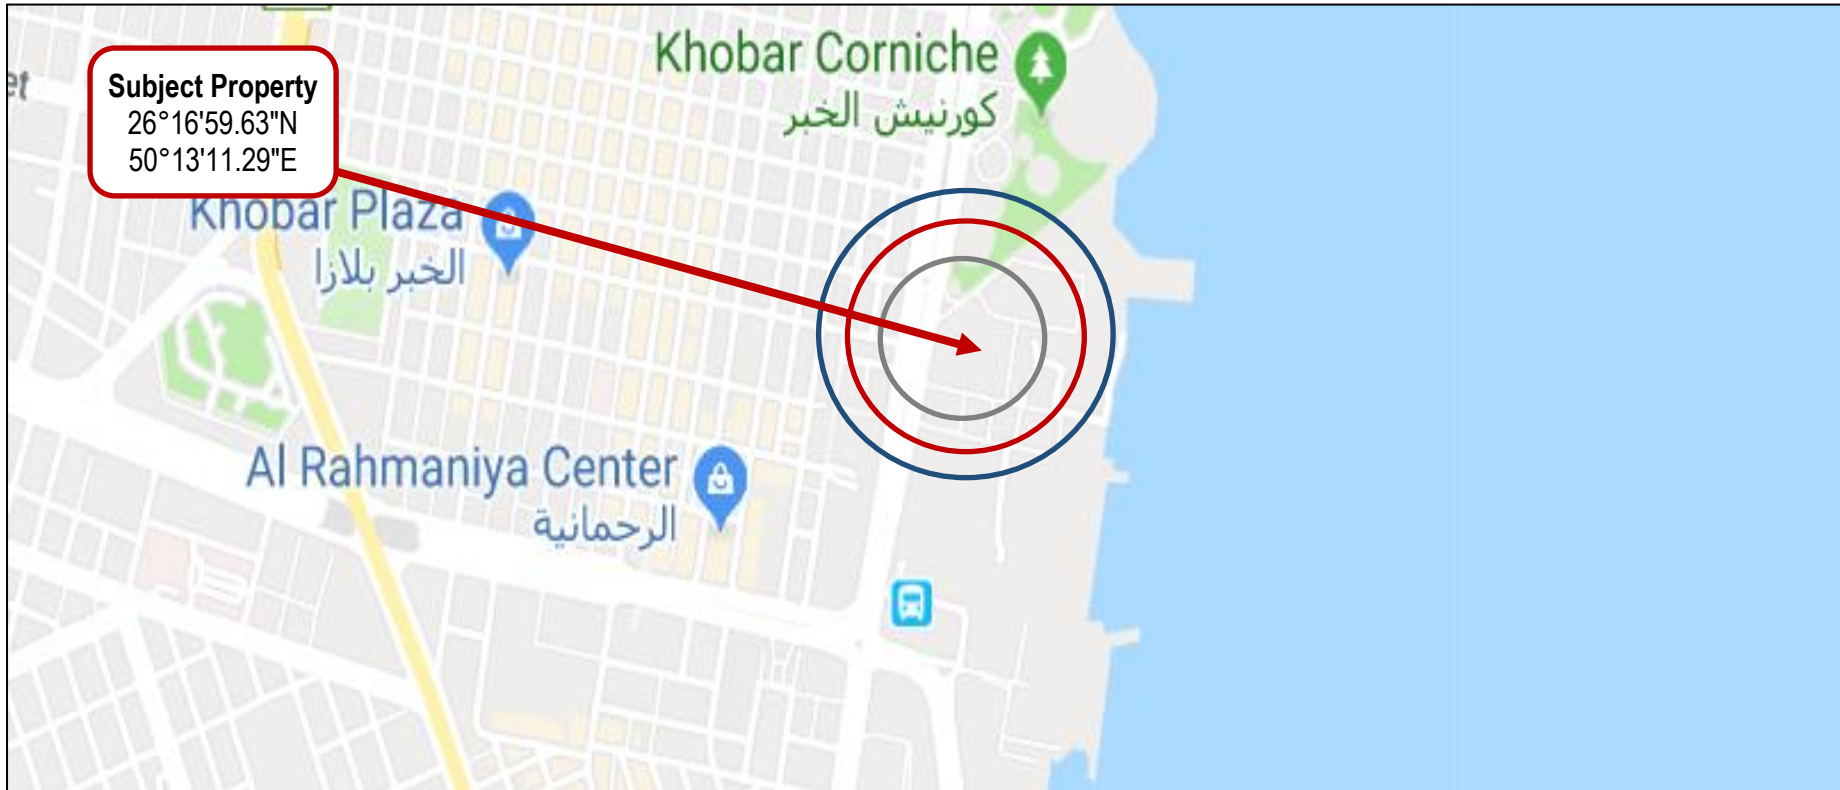 Khobar Corniche
كورنيش الخبر
et
Subject Property
26°16'59.63"N
50°13'11.29"E
Khobar Plaza
الخبر بلازا
Al Rahmaniya Center
الرحمانية